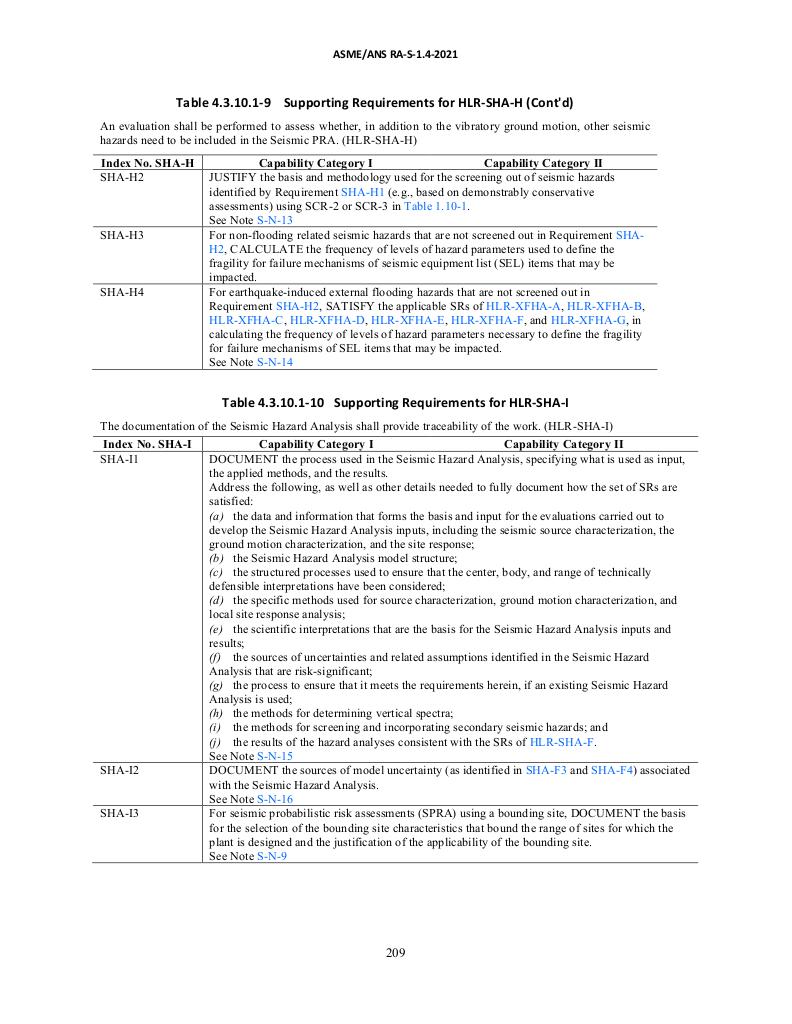 ASME/ANS RA-S-1.4-2021
Table 4.3.10.1-9 Supporting Requirements for HLR-SHA-H (Cont'd)
An evaluation shall be performed to assess whether, in addition to the vibratory ground motion, other seismic
hazards need to be included in the Seismic PRA. (HLR-SHA-H)
Index No. SHA-H Capability Category I Capability Category II
SHA-H2 JUSTIFY the basis and methodology used for the screening out of seismic hazards
identified by Requirement SHA-H1 (e.g., based on demonstrably conservative
assessments) using SCR-2 or SCR-3 in Table 1.10-1.
See Note S-N-13
SHA-H3 For non-flooding related seismic hazards that are not screened out in Requirement SHA-
H2, CALCULATE the frequency of levels of hazard parameters used to define the
fragility for failure mechanisms of seismic equipment list (SEL) items that may be
impacted.
SHA-H4 For earthquake-induced external flooding hazards that are not screened out in
Requirement SHA-H2, SATISFY the applicable SRs of HLR-XFHA-A, HLR-XFHA-B,
HLR-XFHA-C, HLR-XFHA-D, HLR-XFHA-E, HLR-XFHA-F, and HLR-XFHA-G, in
calculating the frequency of levels of hazard parameters necessary to define the fragility
for failure mechanisms of SEL items that may be impacted.
See Note S-N-14
Table 4.3.10.1-10 Supporting Requirements for HLR-SHA-I
The documentation of the Seismic Hazard Analysis shall provide traceability of the work. (HLR-SHA-I)
Index No. SHA-I Capability Category I Capability Category II
SHA-I1 DOCUMENT the process used in the Seismic Hazard Analysis, specifying what is used as input,
the applied methods, and the results.
Address the following, as well as other details needed to fully document how the set of SRs are
satisfied:
(a) the data and information that forms the basis and input for the evaluations carried out to
develop the Seismic Hazard Analysis inputs, including the seismic source characterization, the
ground motion characterization, and the site response;
(b) the Seismic Hazard Analysis model structure;
(c) the structured processes used to ensure that the center, body, and range of technically
defensible interpretations have been considered;
(d) the specific methods used for source characterization, ground motion characterization, and
local site response analysis;
(e) the scientific interpretations that are the basis for the Seismic Hazard Analysis inputs and
results;
(f) the sources of uncertainties and related assumptions identified in the Seismic Hazard
Analysis that are risk-significant;
(g) the process to ensure that it meets the requirements herein, if an existing Seismic Hazard
Analysis is used;
(h) the methods for determining vertical spectra;
(i) the methods for screening and incorporating secondary seismic hazards; and
(j) the results of the hazard analyses consistent with the SRs of HLR-SHA-F.
See Note S-N-15
SHA-I2 DOCUMENT the sources of model uncertainty (as identified in SHA-F3 and SHA-F4) associated
with the Seismic Hazard Analysis.
See Note S-N-16
SHA-I3 For seismic probabilistic risk assessments (SPRA) using a bounding site, DOCUMENT the basis
for the selection of the bounding site characteristics that bound the range of sites for which the
plant is designed and the justification of the applicability of the bounding site.
See Note S-N-9
209